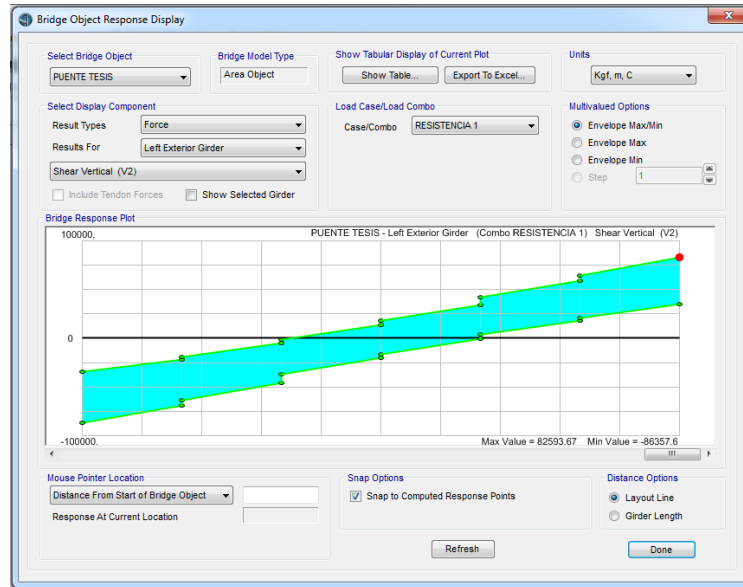 Bridge Object Response Display
Select Bridge Object
PUENTE TESIS
Bridge Model Type
Area Object
Show Tabular Display of Current Plot
Show Table...
Export To Excel...
Units
Kgf, m, C
Select Display Component
Result Types
Force
Results For
Left Exterior Girder
Shear Vertical (V2)
Include Tendon Forces
Show Selected Girder
Load Case/Load Combo
Case/Combo
RESISTENCIA 1
Multivalued Options
Envelope Max/Min
Envelope Max
Envelope Min
Step
1
Bridge Response Plot
100000,
PUENTE TESIS - Left Exterior Girder (Combo RESISTENCIA 1) Shear Vertical (V2)
0
-100000.
Max Value = 82593.67 Min Value = -86357.6
Mouse Pointer Location
Distance From Start of Bridge Object
Response At Current Location
Snap Options
Snap to Computed Response Points
Distance Options
Layout Line
Girder Length
Refresh
Done